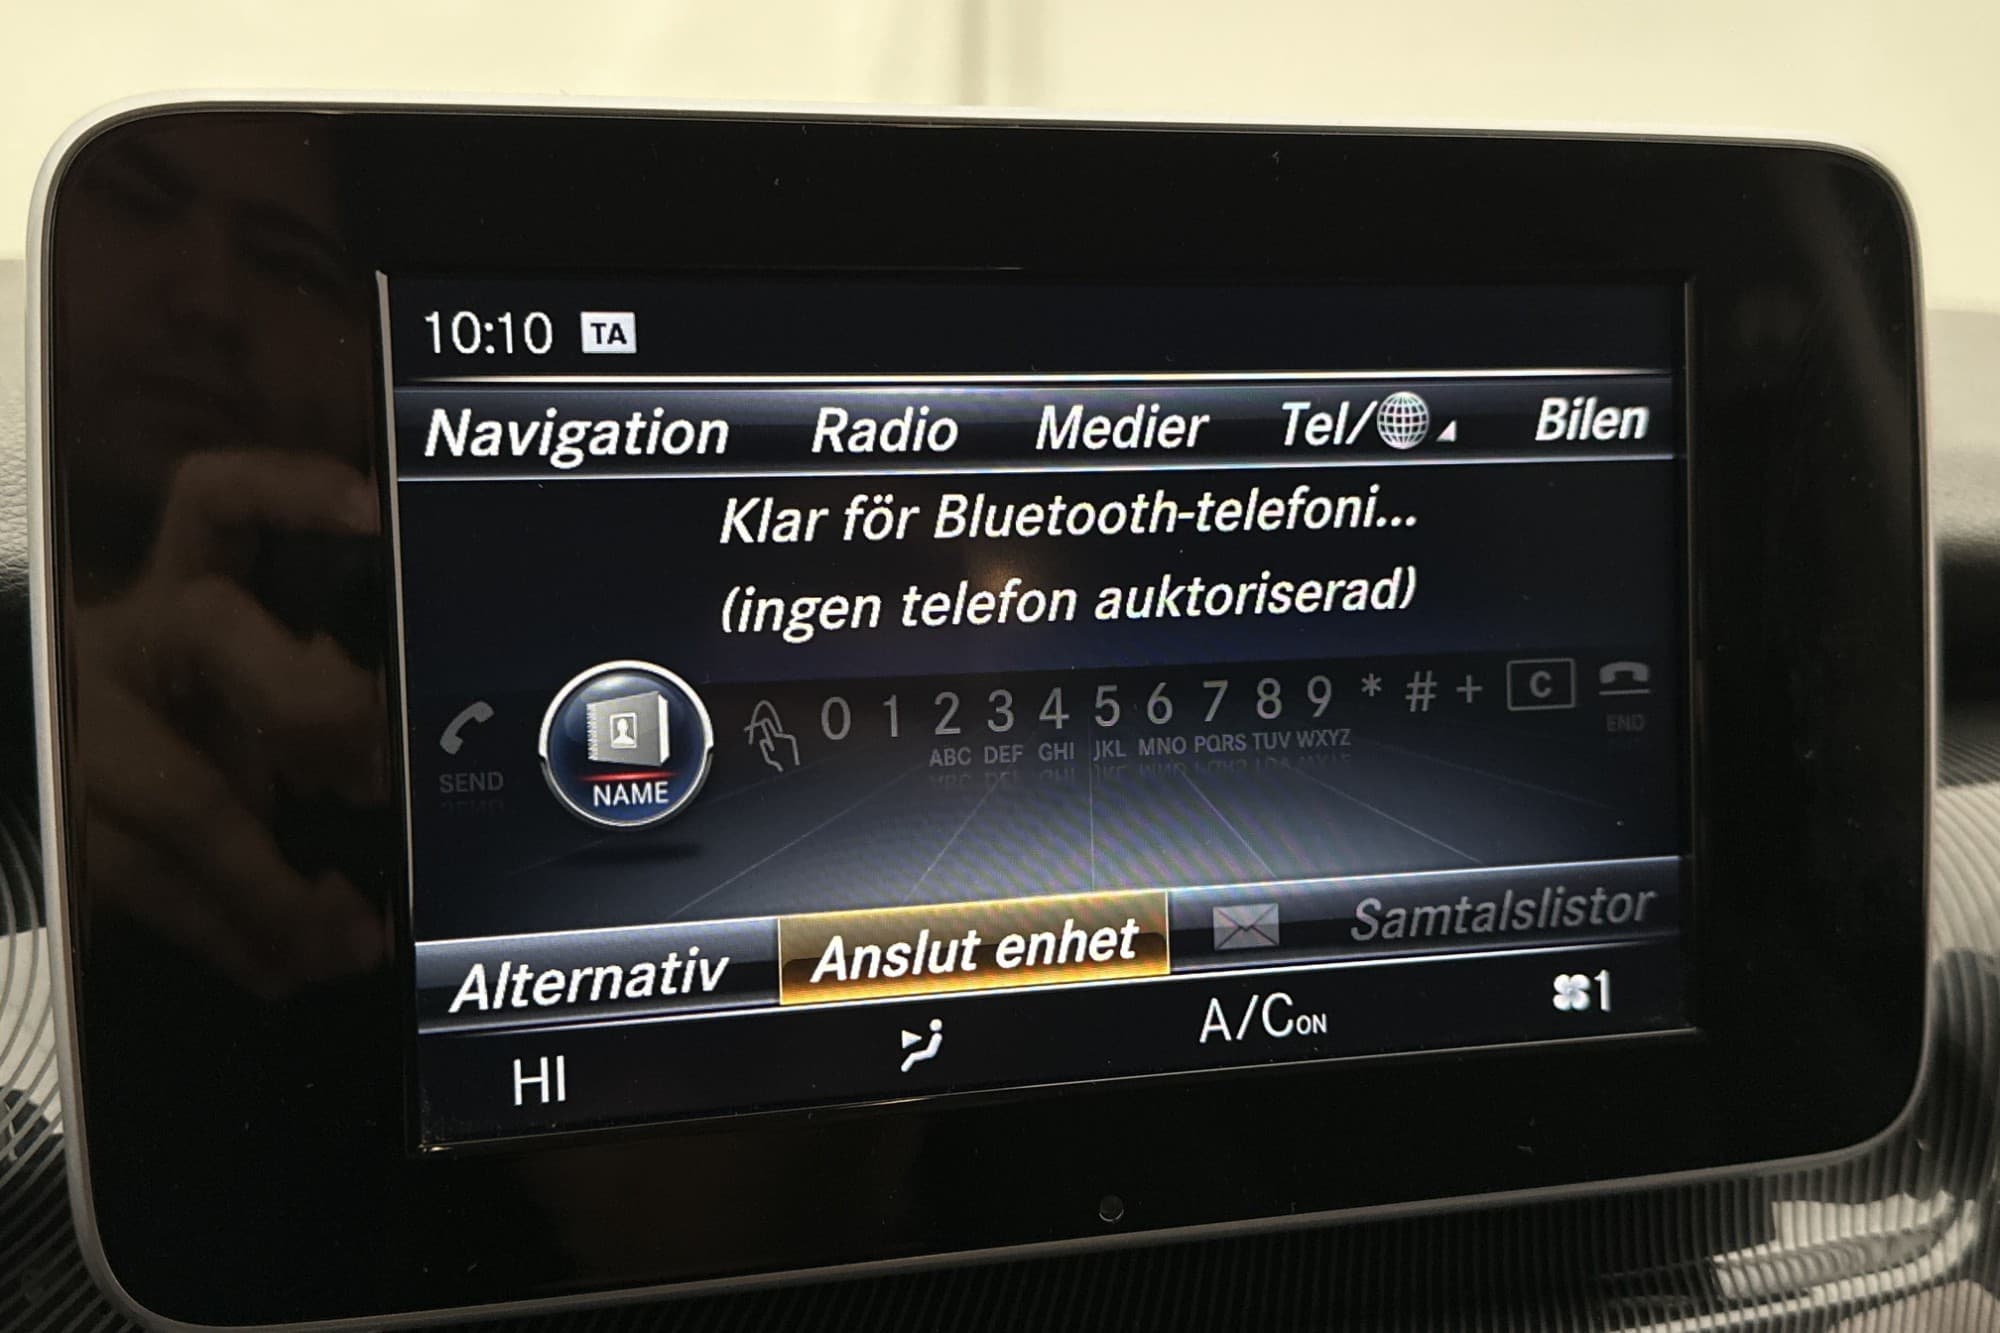 10:10 TA
Navigation Radio Medier Tel/ Bilen
Klar för Bluetooth-telefoni...
(ingen telefon auktoriserad)
0 1 2 3 4 5 6 7 8 9 * # + C
ABC DEF GHI JKL MNO PQRS TUV WXYZ
SEND NAME END
Alternativ Anslut enhet Samtalslistor
HI A/C ON 1